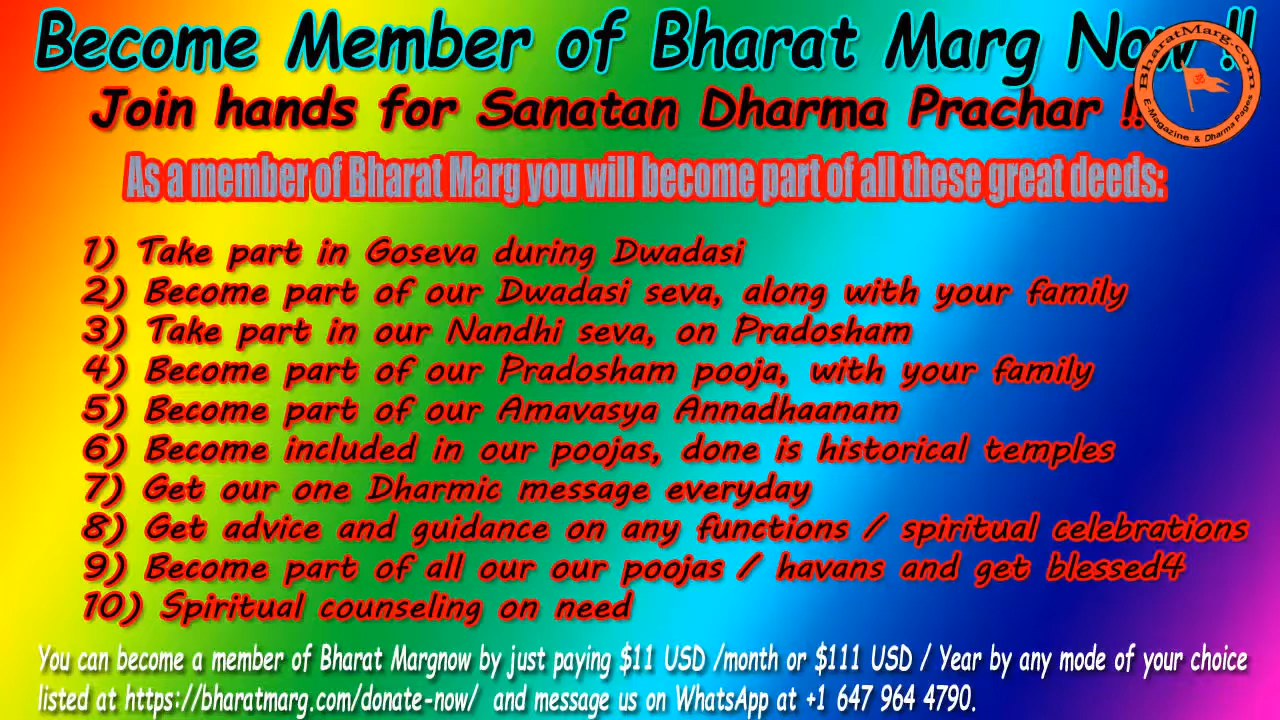 Become Member of Bharat Marg Now !!
Join hands for Sanatan Dharma Prachar !!
BharatMarg.com
E-Magazine & Dharma Pages
As a member of Bharat Marg you will become part of all these great deeds:
1) Take part in Goseva during Dwadasi
2) Become part of our Dwadasi seva, along with your family
3) Take part in our Nandhi seva, on Pradosham
4) Become part of our Pradosham pooja, with your family
5) Become part of our Amavasya Annadhaanam
6) Become included in our poojas, done is historical temples
7) Get our one Dharmic message everyday
8) Get advice and guidance on any functions / spiritual celebrations
9) Become part of all our our poojas / havans and get blessed4
10) Spiritual counseling on need
You can become a member of Bharat Margnow by just paying $11 USD /month or $111 USD / Year by any mode of your choice
listed at https://bharatmarg.com/donate-now/ and message us on WhatsApp at +1 647 964 4790.